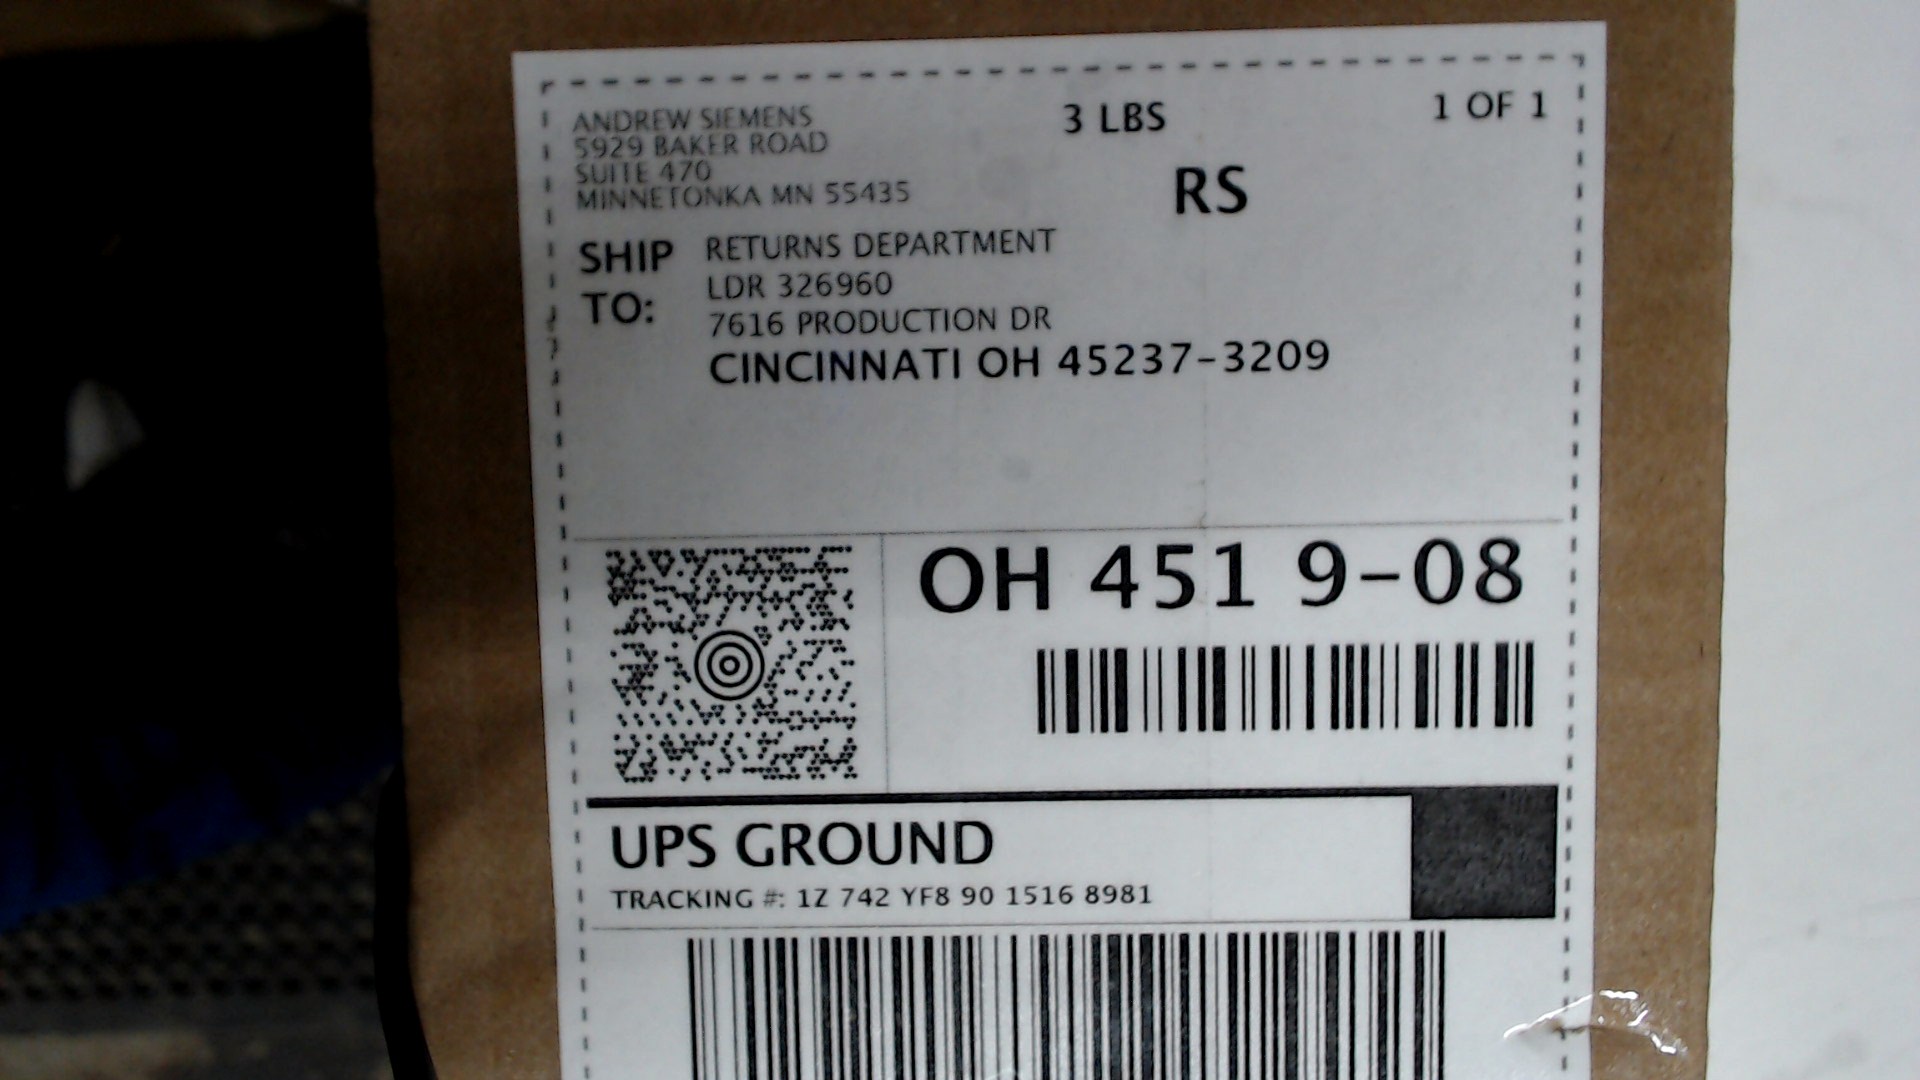 ANDREW SIEMENS
5929 BAKER ROAD
SUITE 470
MINNETONKA MN 55435
3 LBS
1 OF 1
RS
SHIP TO:
RETURNS DEPARTMENT
LDR 326960
7616 PRODUCTION DR
CINCINNATI OH 45237-3209
OH 451 9-08
UPS GROUND
TRACKING #: 1Z 742 YF8 90 1516 8981